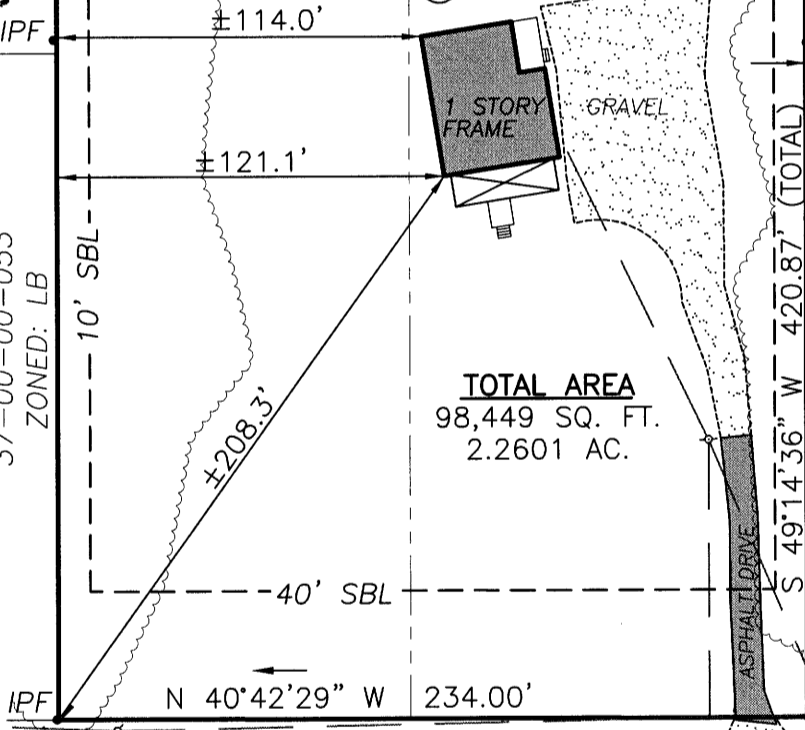 IPF
±114.0'
1 STORY
FRAME
GRAVEL
±121.1'
10' SBL
ZONED: LB
S 49°14'36" W 420.87' (TOTAL)
±208.3'
TOTAL AREA
98,449 SQ. FT.
2.2601 AC.
ASPHALT DRIVE
40' SBL
IPF
N 40°42'29" W 234.00'